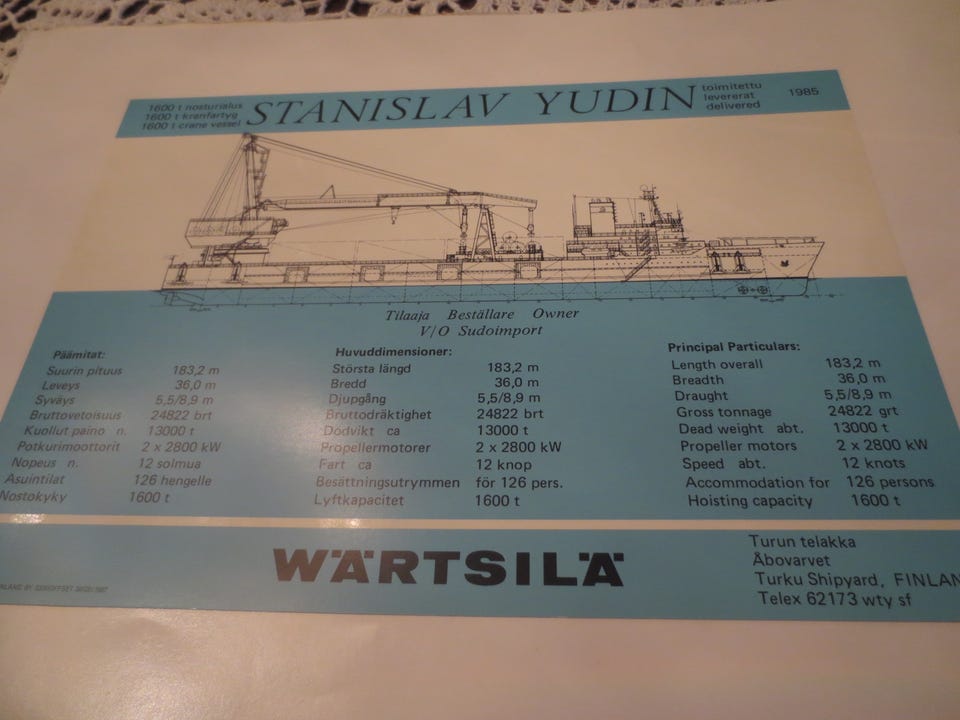 1600 t nosturialus
1600 t kranfartyg
1600 t crane vessel
STANISLAV YUDIN
toimitettu
levererat
delivered
1985
Tilaaja Beställare Owner
V/O Sudoimport
Päämitat:
Suurin pituus 183,2 m
Leveys 36,0 m
Syväys 5,5/8,9 m
Bruttovetoisuus 24822 brt
Kuollut paino n. 13000 t
Potkurimoottorit 2 x 2800 kW
Nopeus n. 12 solmua
Asuintilat 126 hengelle
Nostokyky 1600 t
Huvuddimensioner:
Största längd 183,2 m
Bredd 36,0 m
Djupgång 5,5/8,9 m
Bruttodräktighet 24822 brt
Dödvikt ca 13000 t
Propellermotorer 2 x 2800 kW
Fart ca 12 knop
Besättningsutrymmen för 126 pers.
Lyftkapacitet 1600 t
Principal Particulars:
Length overall 183,2 m
Breadth 36,0 m
Draught 5,5/8,9 m
Gross tonnage 24822 grt
Dead weight abt. 13000 t
Propeller motors 2 x 2800 kW
Speed abt. 12 knots
Accommodation for 126 persons
Hoisting capacity 1600 t
WÄRTSILÄ
Turun telakka
Åbovarvet
Turku Shipyard, FINLAN
Telex 62173 wty sf